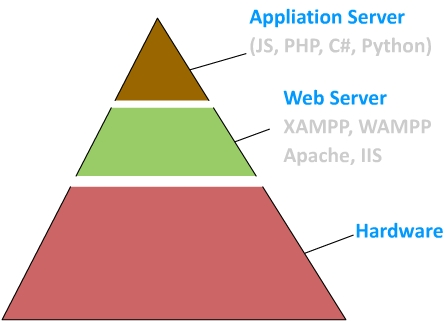 Appliation Server
(JS, PHP, C#, Python)
Web Server
XAMPP, WAMPP
Apache, IIS
Hardware